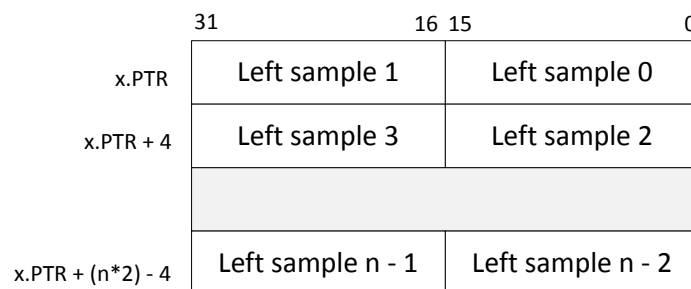 31 16 15 0
x.PTR Left sample 1 Left sample 0
x.PTR + 4 Left sample 3 Left sample 2
x.PTR + (n*2) - 4 Left sample n - 1 Left sample n - 2